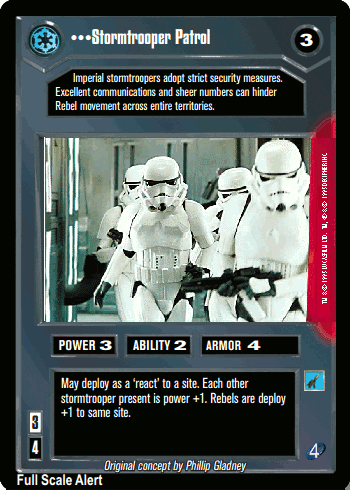 •••Stormtrooper Patrol
3
Imperial stormtroopers adopt strict security measures.
Excellent communications and sheer numbers can hinder
Rebel movement across entire territories.
POWER 3 ABILITY 2 ARMOR 4
May deploy as a ‘react’ to a site. Each other
stormtrooper present is power +1. Rebels are deploy
+1 to same site.
3
4
4
Original concept by Phillip Gladney
Full Scale Alert